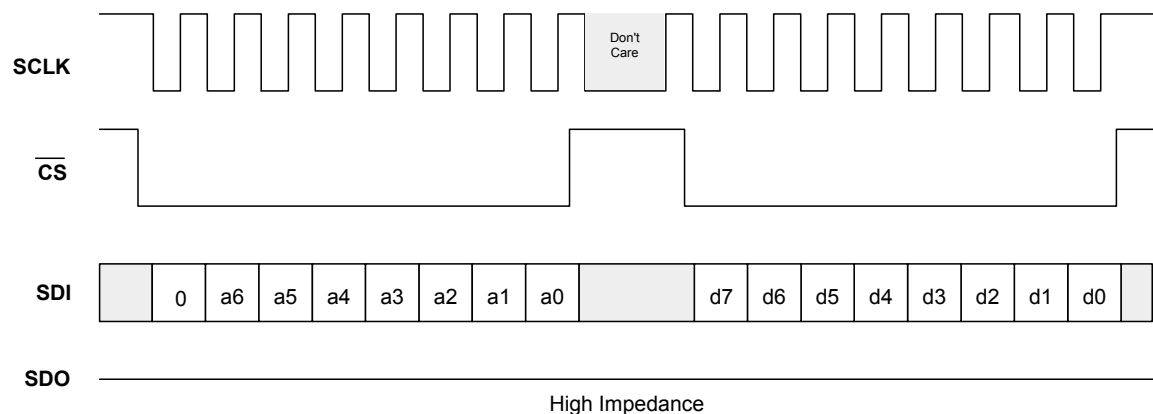 Don't
Care
SCLK
CS
SDI
0 a6 a5 a4 a3 a2 a1 a0 d7 d6 d5 d4 d3 d2 d1 d0
SDO
High Impedance